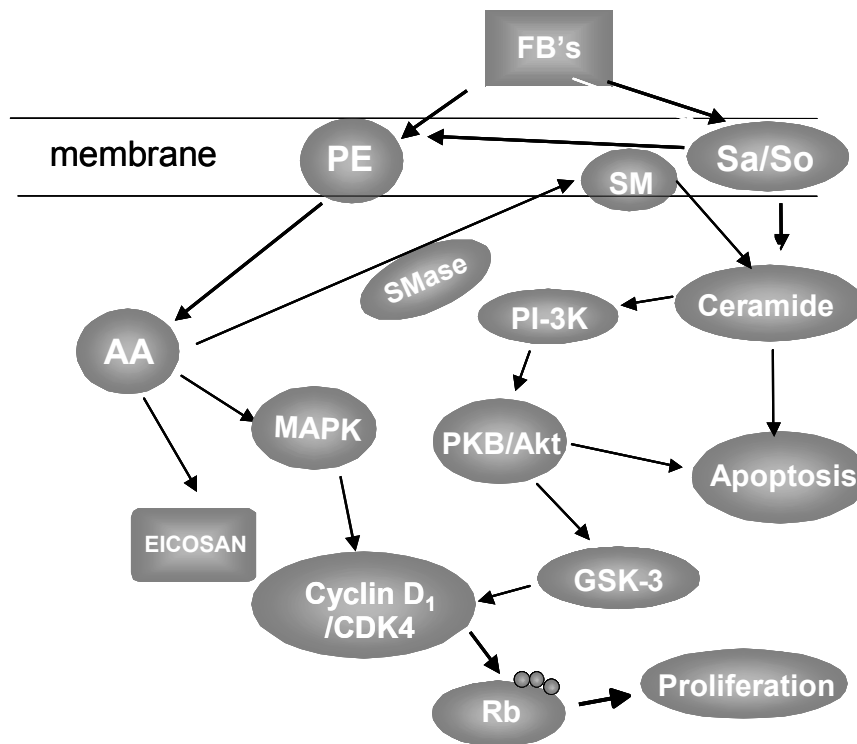 FB's
membrane
PE
Sa/So
SM
SMase
Ceramide
PI-3K
AA
MAPK
PKB/Akt
Apoptosis
EICOSAN
GSK-3
Cyclin D₁
/CDK4
Rb
Proliferation